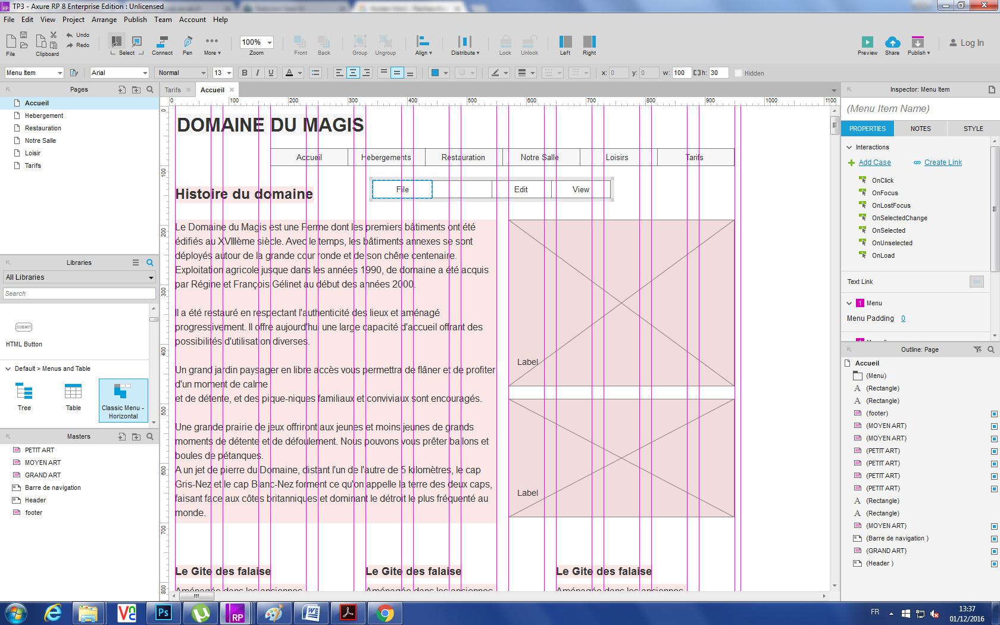 TP3 - Axure RP 8 Enterprise Edition : Unlicensed
File Edit View Project Arrange Publish Team Account Help
File Clipboard Undo Redo Select Connect Pen More 100% Zoom Front Back Group Ungroup Align Distribute Lock Unlock Left Right Preview Share Publish Log In
Menu Item Arial Normal 13 B I U A x: 0 y: 0 w: 100 h: 30 Hidden
Pages
Accueil
Hebergement
Restauration
Notre Salle
Loisir
Tarifs
Libraries
All Libraries
Search
SUBMIT
HTML Button
Default > Menus and Table
Tree Table Classic Menu -
Horizontal
Masters
PETIT ART
MOYEN ART
GRAND ART
Barre de navigation
Header
footer
Tarifs Accueil
0 100 200 300 400 500 600 700 800 900 1000 1100
0
100
200
300
400
500
600
700
800
DOMAINE DU MAGIS
Accueil Hebergements Restauration Notre Salle Loisirs Tarifs
File Edit View
Histoire du domaine
Le Domaine du Magis est une Ferme dont les premiers bâtiments ont été
édifiés au XVIIIème siècle. Avec le temps, les bâtiments annexes se sont
déployés autour de la grande cour ronde et de son chêne centenaire.
Exploitation agricole jusque dans les années 1990, de domaine a été acquis
par Régine et François Gélinet au début des années 2000.
Il a été restauré en respectant l'authenticité des lieux et aménagé
progressivement. Il offre aujourd'hui une large capacité d'accueil offrant des
possibilités d'utilisation diverses.
Un grand jardin paysager en libre accès vous permettra de flâner et de profiter
d'un moment de calme
et de détente, et des pique-niques familiaux et conviviaux sont encouragés.
Une grande prairie de jeux offriront aux jeunes et moins jeunes de grands
moments de détente et de défoulement. Nous pouvons vous prêter ballons et
boules de pétanques.
A un jet de pierre du Domaine, distant l'un de l'autre de 5 kilomètres, le cap
Gris-Nez et le cap Blanc-Nez forment ce qu'on appelle la terre des deux caps,
faisant face aux côtes britanniques et dominant le détroit le plus fréquenté au
monde.
Label
Label
Le Gite des falaise Le Gite des falaise Le Gite des falaise
Aménagée dans les anciennes Aménagée dans les anciennes Aménagée dans les anciennes
Inspector: Menu Item
(Menu Item Name)
PROPERTIES NOTES STYLE
Interactions
Add Case Create Link
OnClick
OnFocus
OnLostFocus
OnSelectedChange
OnSelected
OnUnselected
OnLoad
Text Link
1 Menu
Menu Padding 0
Outline: Page
Accueil
(Menu)
A (Rectangle)
A (Rectangle)
(footer)
(MOYEN ART)
(MOYEN ART)
(PETIT ART)
(PETIT ART)
(PETIT ART)
(PETIT ART)
A (Rectangle)
A (Rectangle)
(MOYEN ART)
(Barre de navigation )
(GRAND ART)
(Header )
Ps RP FR 13:37
01/12/2016